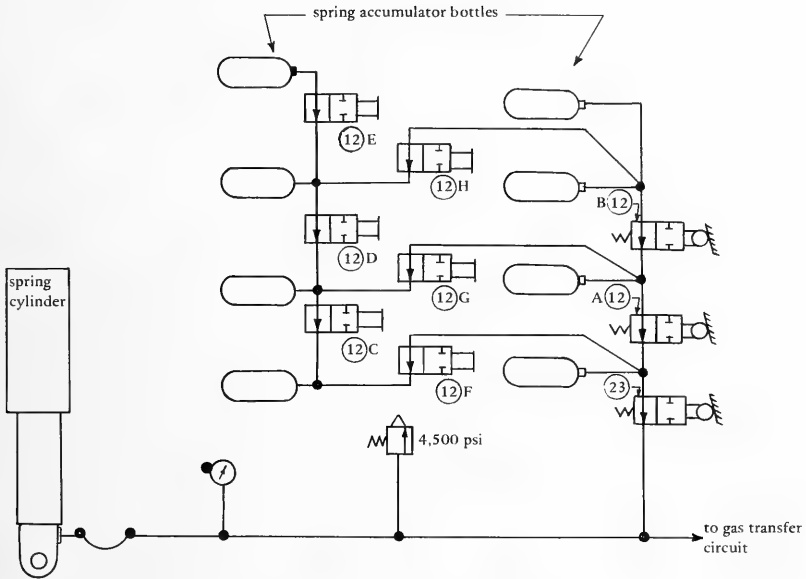 spring accumulator bottles
12 E
12 H
B 12
12 D
12 G
A 12
spring
cylinder
12 C
12 F
23
4,500 psi
to gas transfer
circuit